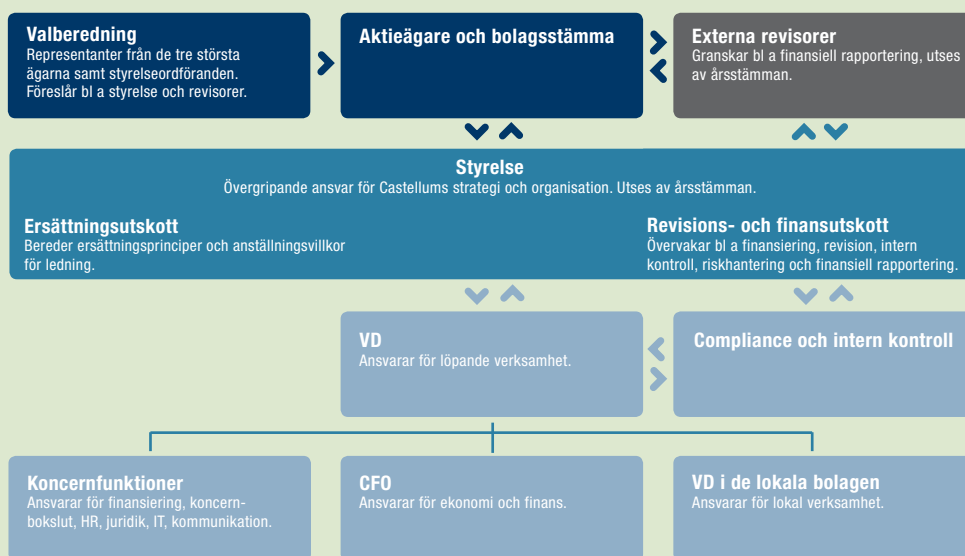 Valberedning
Representanter från de tre största
ägarna samt styrelseordföranden.
Föreslår bl a styrelse och revisorer.
Aktieägare och bolagsstämma
Externa revisorer
Granskar bl a finansiell rapportering, utses
av årsstämman.
Styrelse
Övergripande ansvar för Castellums strategi och organisation. Utses av årsstämman.
Ersättningsutskott
Bereder ersättningsprinciper och anställningsvillkor
för ledning.
Revisions- och finansutskott
Övervakar bl a finansiering, revision, intern
kontroll, riskhantering och finansiell rapportering.
VD
Ansvarar för löpande verksamhet.
Compliance och intern kontroll
Koncernfunktioner
Ansvarar för finansiering, koncern-
bokslut, HR, juridik, IT, kommunikation.
CFO
Ansvarar för ekonomi och finans.
VD i de lokala bolagen
Ansvarar för lokal verksamhet.